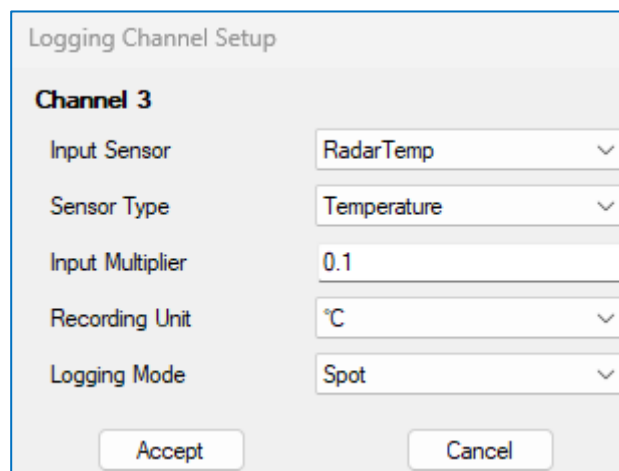 Logging Channel Setup
Channel 3
Input Sensor RadarTemp
Sensor Type Temperature
Input Multiplier 0.1
Recording Unit °C
Logging Mode Spot
Accept Cancel